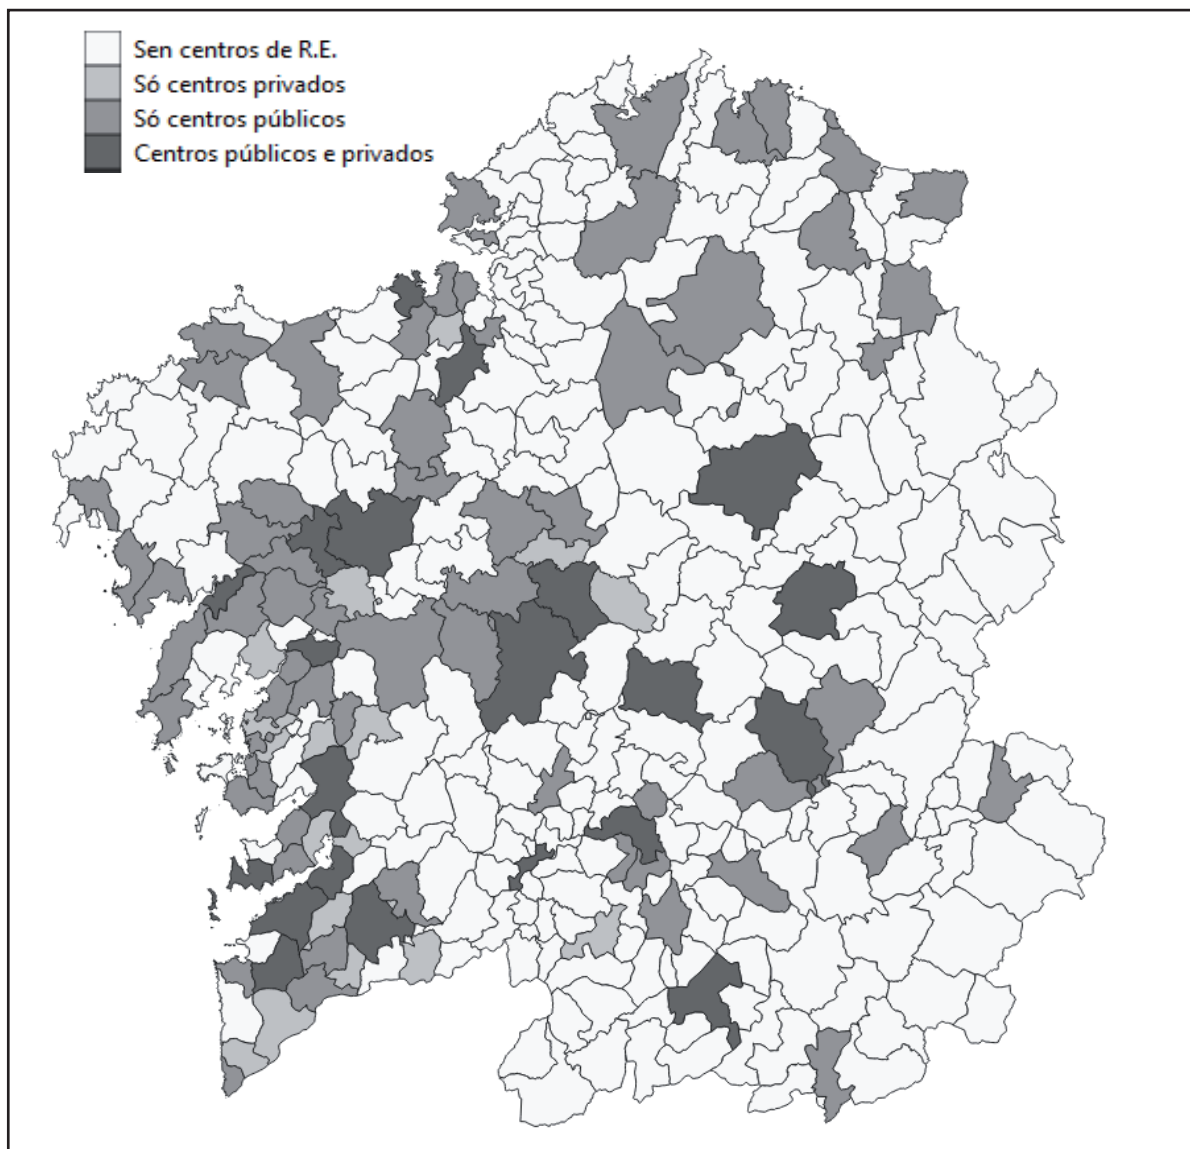 Sen centros de R.E.
Só centros privados
Só centros públicos
Centros públicos e privados